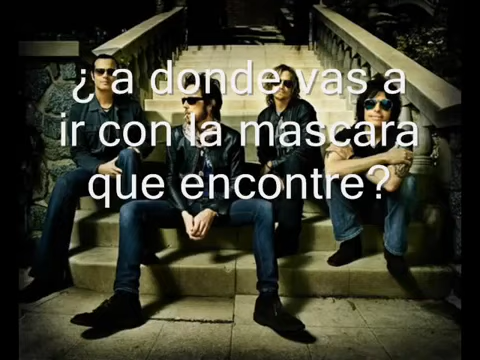 ¿ a donde vas a
ir con la mascara
que encontre?